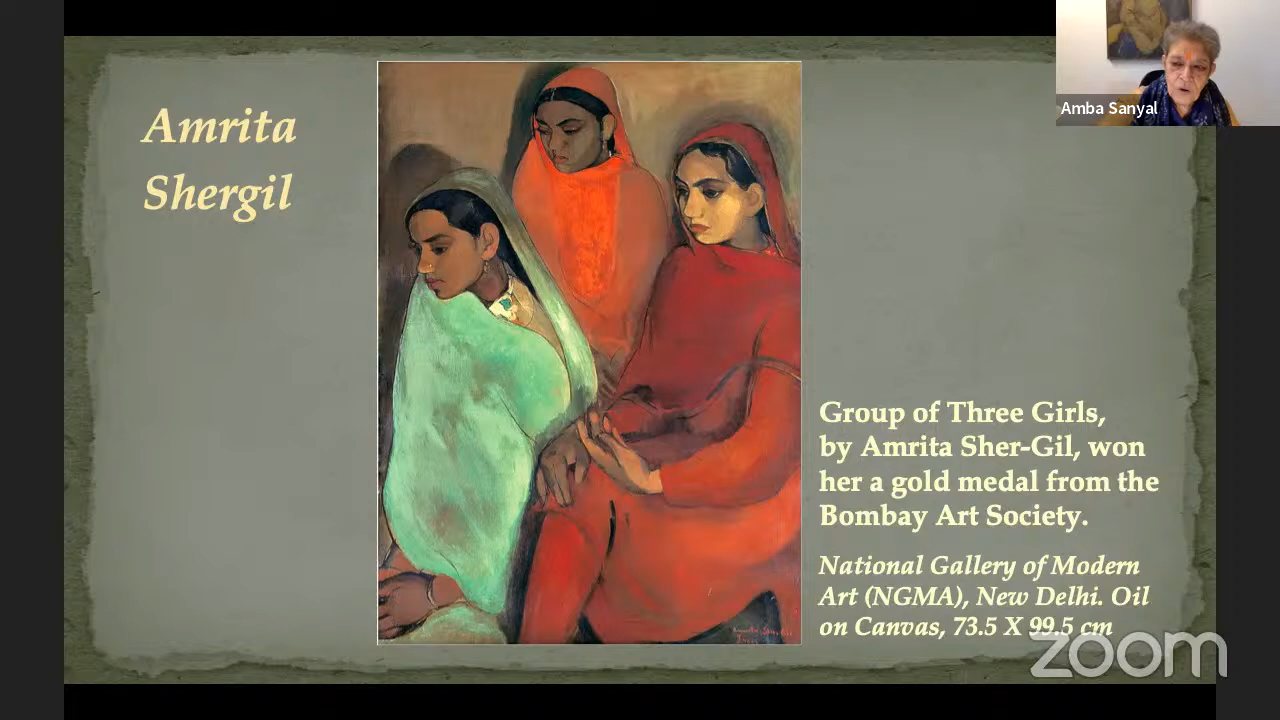 Amba Sanyal
Amrita
Shergil
Group of Three Girls,
by Amrita Sher-Gil, won
her a gold medal from the
Bombay Art Society.
National Gallery of Modern
Art (NGMA), New Delhi. Oil
on Canvas, 73.5 X 99.5 cm
zoom